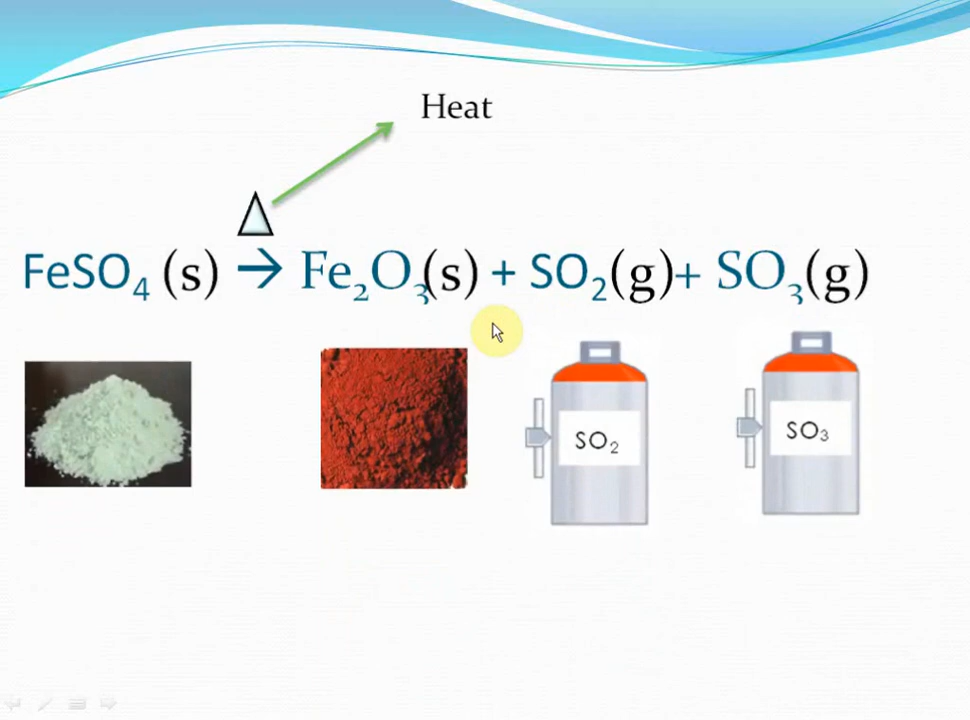 Heat
Δ
FeSO₄ (s) → Fe₂O₃(s) + SO₂(g)+ SO₃(g)
SO₂
SO₃